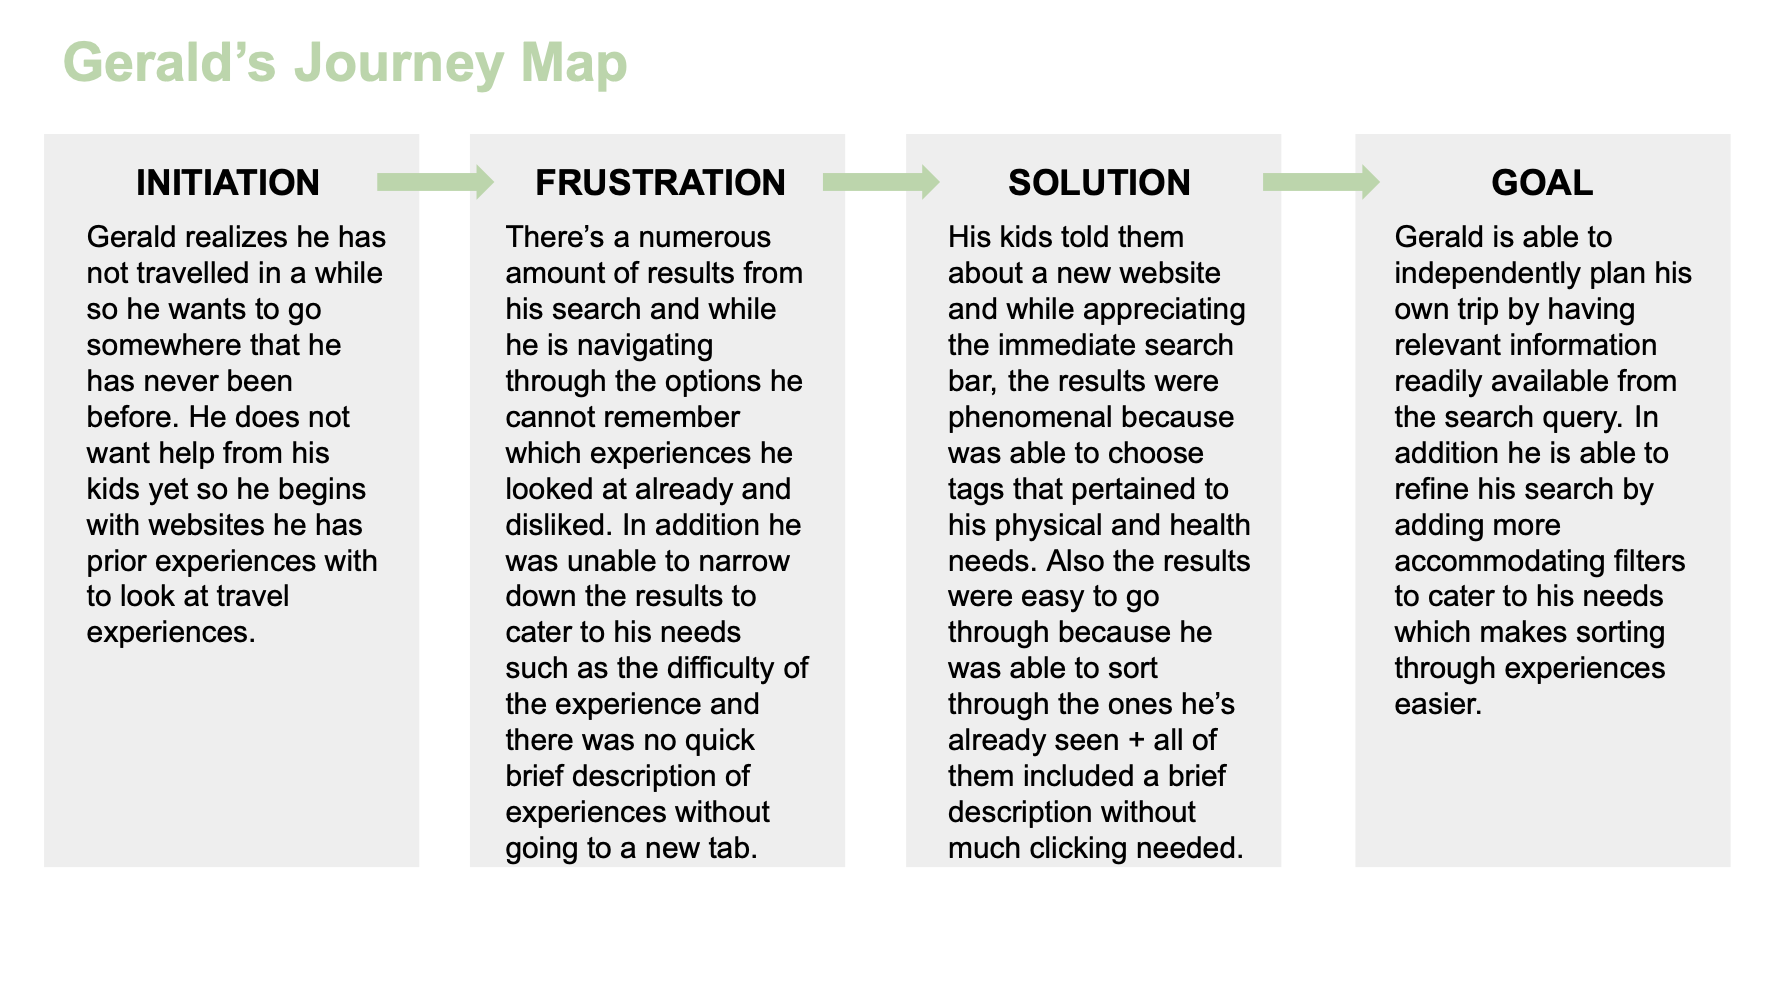 Gerald’s Journey Map
INITIATION
Gerald realizes he has
not travelled in a while
so he wants to go
somewhere that he
has never been
before. He does not
want help from his
kids yet so he begins
with websites he has
prior experiences with
to look at travel
experiences.
FRUSTRATION
There’s a numerous
amount of results from
his search and while
he is navigating
through the options he
cannot remember
which experiences he
looked at already and
disliked. In addition he
was unable to narrow
down the results to
cater to his needs
such as the difficulty of
the experience and
there was no quick
brief description of
experiences without
going to a new tab.
SOLUTION
His kids told them
about a new website
and while appreciating
the immediate search
bar, the results were
phenomenal because
was able to choose
tags that pertained to
his physical and health
needs. Also the results
were easy to go
through because he
was able to sort
through the ones he’s
already seen + all of
them included a brief
description without
much clicking needed.
GOAL
Gerald is able to
independently plan his
own trip by having
relevant information
readily available from
the search query. In
addition he is able to
refine his search by
adding more
accommodating filters
to cater to his needs
which makes sorting
through experiences
easier.